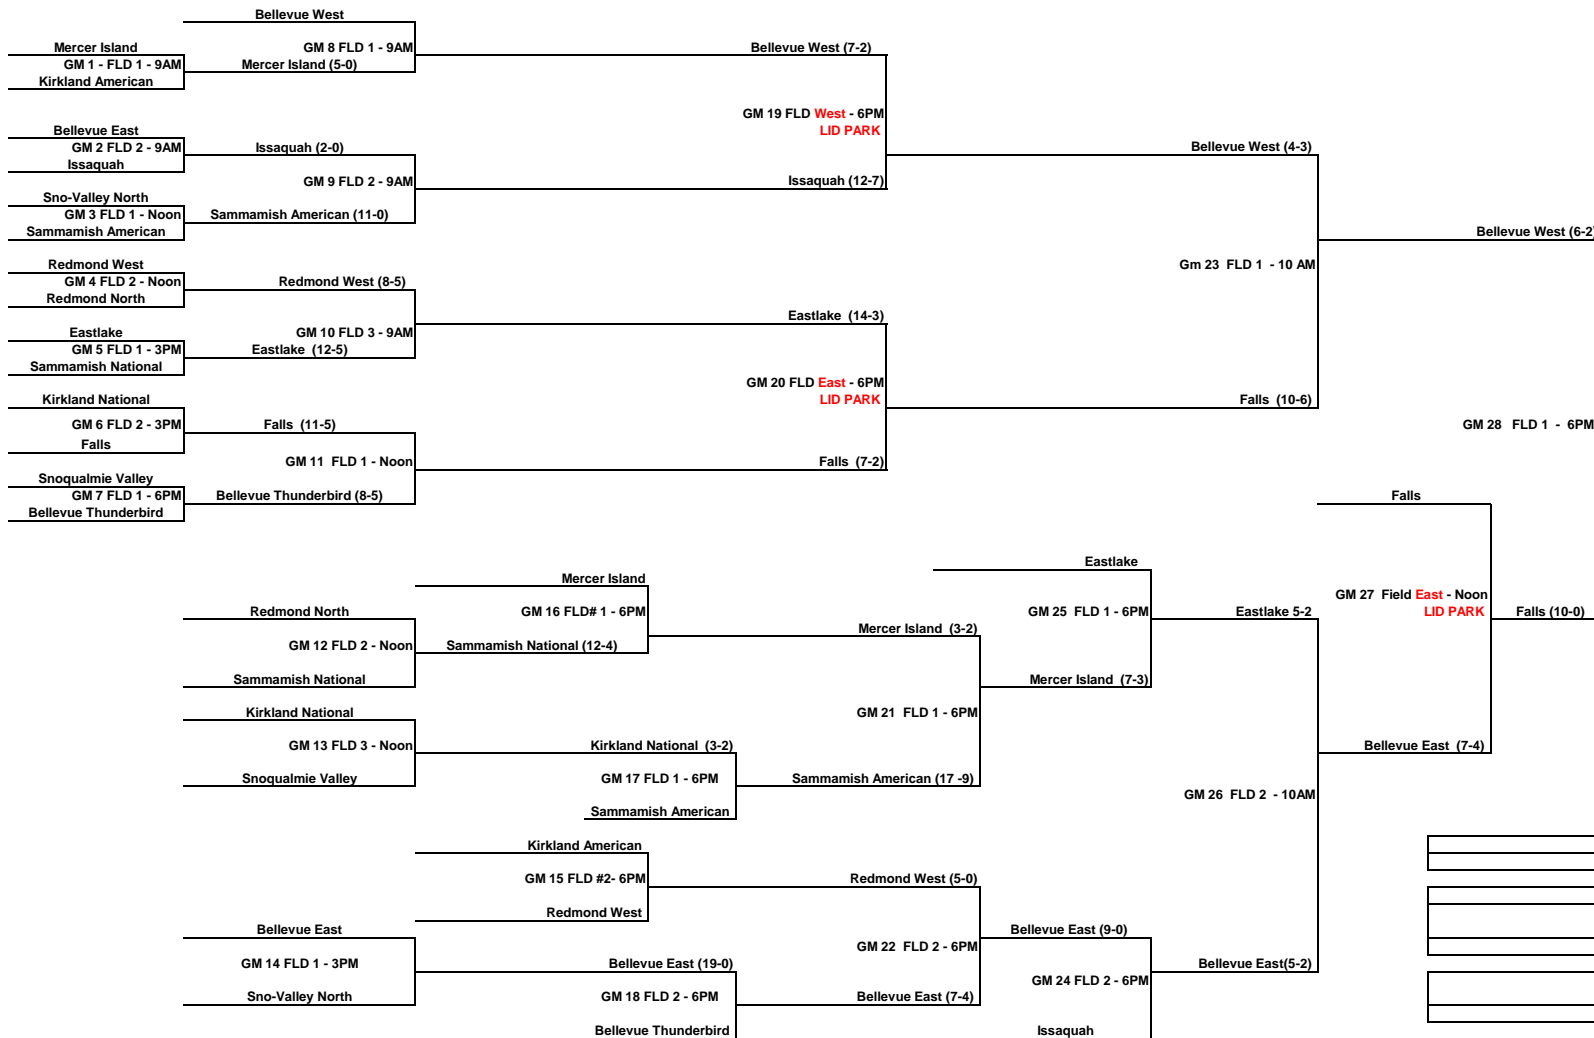 Bellevue West
Mercer Island
GM 8 FLD 1 - 9AM
Bellevue West (7-2)
GM 1 - FLD 1 - 9AM
Mercer Island (5-0)
Kirkland American
GM 19 FLD West - 6PM
LID PARK
Bellevue East
GM 2 FLD 2 - 9AM
Issaquah (2-0)
Bellevue West (4-3)
Issaquah
GM 9 FLD 2 - 9AM
Issaquah (12-7)
Sno-Valley North
GM 3 FLD 1 - Noon
Sammamish American (11-0)
Sammamish American
Bellevue West (6-2)
Redmond West
Gm 23 FLD 1 - 10 AM
GM 4 FLD 2 - Noon
Redmond West (8-5)
Redmond North
Eastlake (14-3)
Eastlake
GM 10 FLD 3 - 9AM
GM 5 FLD 1 - 3PM
Eastlake (12-5)
Sammamish National
GM 20 FLD East - 6PM
LID PARK
Kirkland National
Falls (10-6)
GM 6 FLD 2 - 3PM
Falls (11-5)
GM 28 FLD 1 - 6PM
Falls
GM 11 FLD 1 - Noon
Falls (7-2)
Snoqualmie Valley
GM 7 FLD 1 - 6PM
Bellevue Thunderbird (8-5)
Falls
Bellevue Thunderbird
Eastlake
Mercer Island
GM 27 Field East - Noon
LID PARK
Redmond North
GM 16 FLD# 1 - 6PM
GM 25 FLD 1 - 6PM
Eastlake 5-2
Falls (10-0)
Mercer Island (3-2)
GM 12 FLD 2 - Noon
Sammamish National (12-4)
Sammamish National
Mercer Island (7-3)
Kirkland National
GM 21 FLD 1 - 6PM
GM 13 FLD 3 - Noon
Kirkland National (3-2)
Bellevue East (7-4)
Snoqualmie Valley
GM 17 FLD 1 - 6PM
Sammamish American (17 -9)
GM 26 FLD 2 - 10AM
Sammamish American
Kirkland American
GM 15 FLD #2- 6PM
Redmond West (5-0)
Redmond West
Bellevue East
Bellevue East (9-0)
GM 22 FLD 2 - 6PM
GM 14 FLD 1 - 3PM
Bellevue East (19-0)
Bellevue East(5-2)
GM 24 FLD 2 - 6PM
Sno-Valley North
GM 18 FLD 2 - 6PM
Bellevue East (7-4)
Bellevue Thunderbird
Issaquah